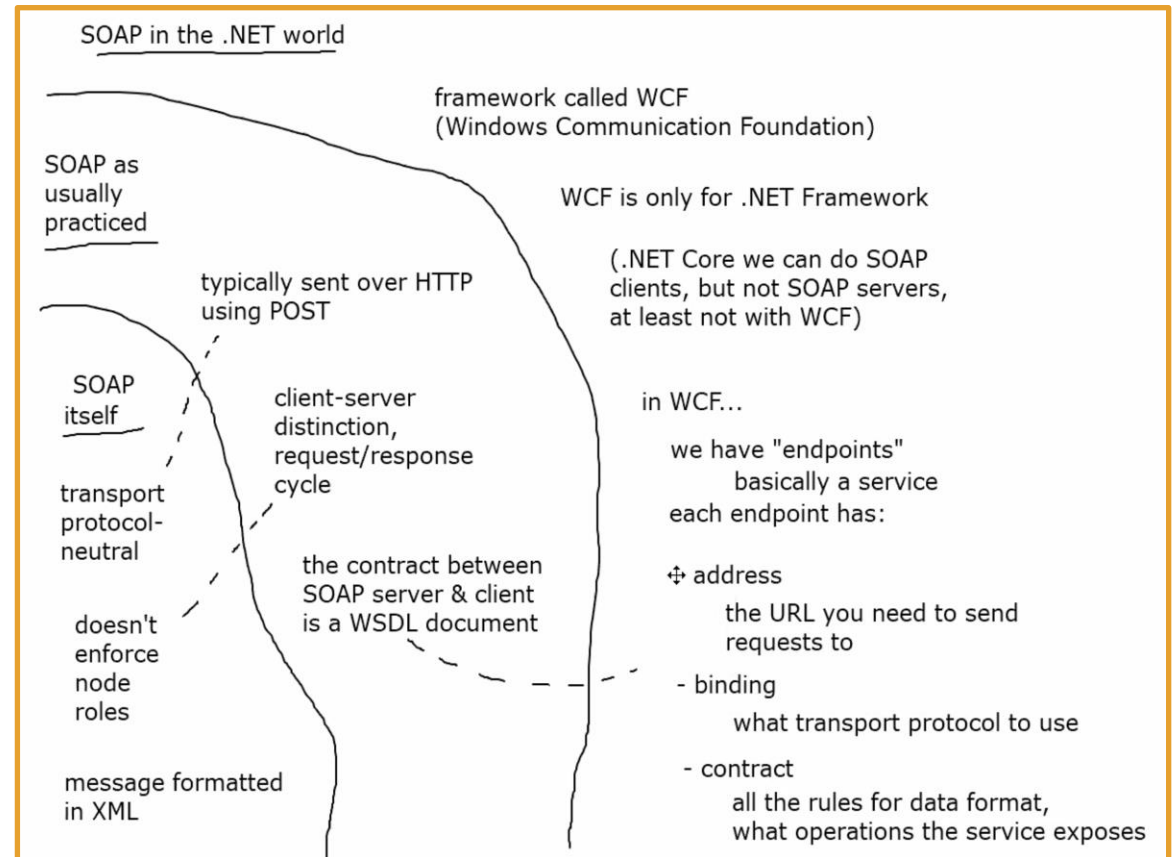 SOAP in the .NET world
framework called WCF
(Windows Communication Foundation)
SOAP as
usually
practiced
WCF is only for .NET Framework
(.NET Core we can do SOAP
clients, but not SOAP servers,
at least not with WCF)
typically sent over HTTP
using POST
SOAP
itself
client-server
distinction,
request/response
cycle
in WCF...
we have "endpoints"
basically a service
each endpoint has:
transport
protocol-
neutral
the contract between
SOAP server & client
is a WSDL document
address
the URL you need to send
requests to
doesn't
enforce
node
roles
- binding
what transport protocol to use
message formatted
in XML
- contract
all the rules for data format,
what operations the service exposes